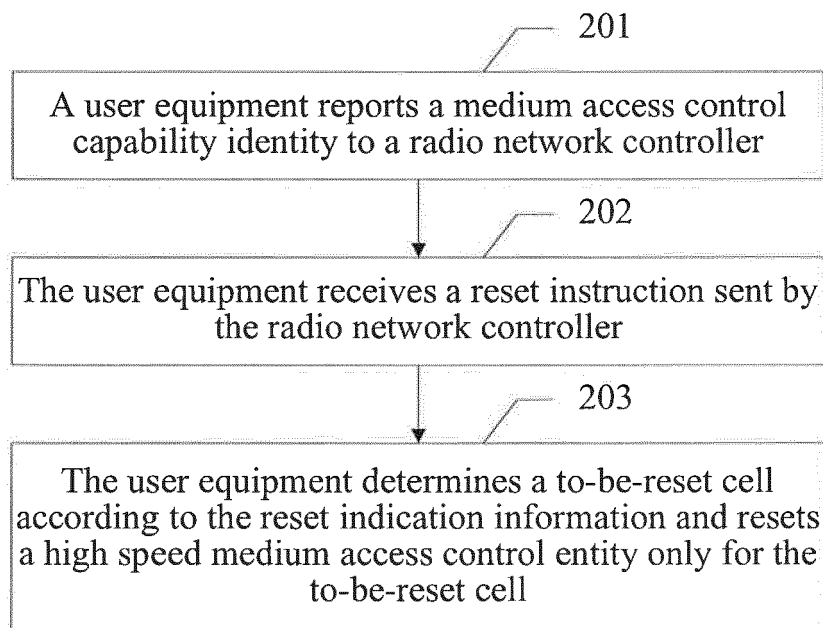 201
A user equipment reports a medium access control
capability identity to a radio network controller
202
The user equipment receives a reset instruction sent by
the radio network controller
203
The user equipment determines a to-be-reset cell
according to the reset indication information and resets
a high speed medium access control entity only for the
to-be-reset cell